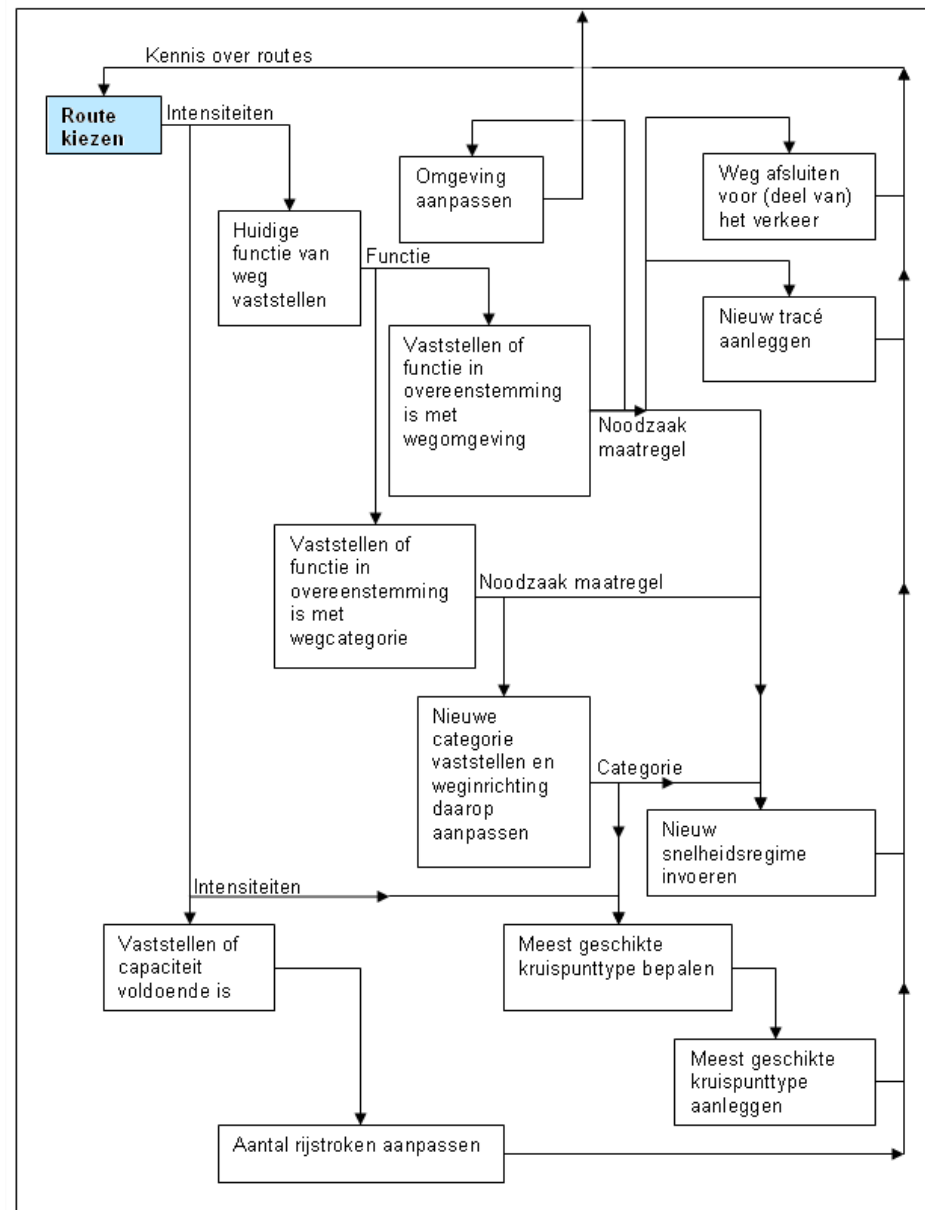 Kennis over routes
Route
kiezen
Intensiteiten
Omgeving
aanpassen
Weg afsluiten
voor (deel van)
het verkeer
Huidige
functie van
weg
vaststellen
Functie
Nieuw tracé
aanleggen
Vaststellen of
functie in
overeenstemming
is met
wegomgeving
Noodzaak
maatregel
Vaststellen of
functie in
overeenstemming
is met
wegcategorie
Noodzaak maatregel
Nieuwe
categorie
vaststellen en
weginrichting
daarop
aanpassen
Categorie
Nieuw
snelheidsregime
invoeren
Intensiteiten
Vaststellen of
capaciteit
voldoende is
Meest geschikte
kruispunttype bepalen
Meest geschikte
kruispunttype
aanleggen
Aantal rijstroken aanpassen